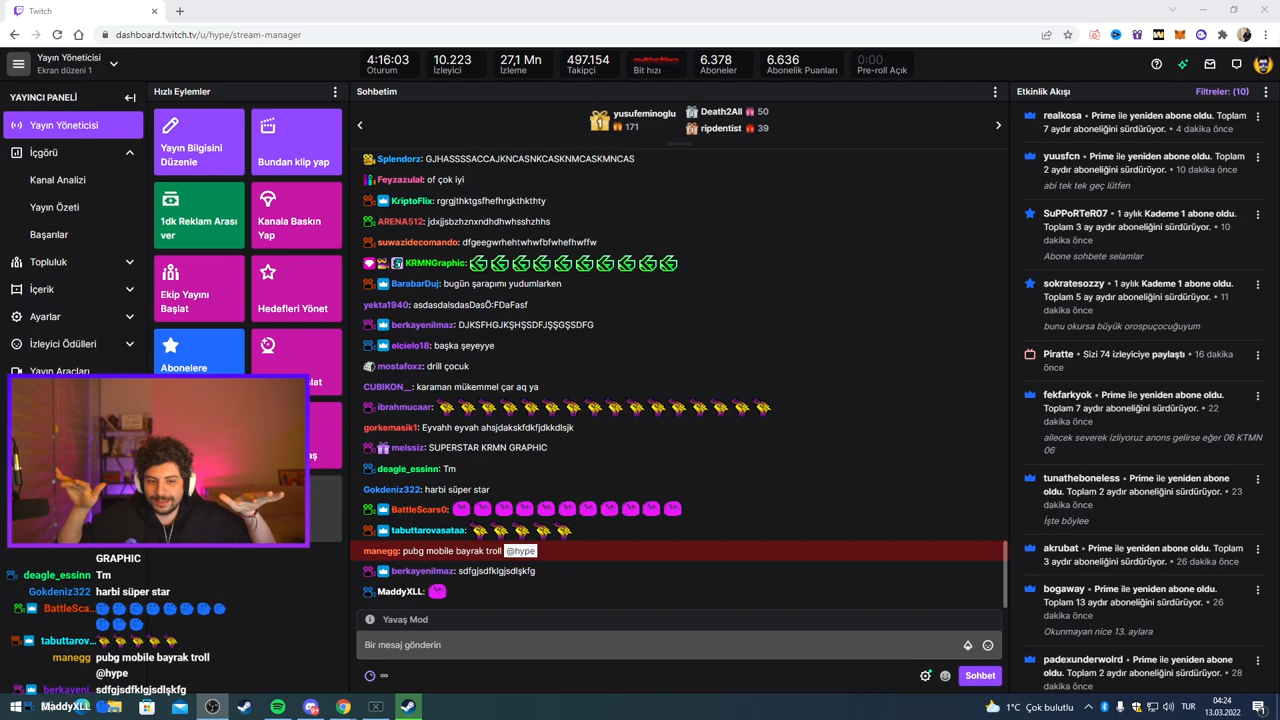 Twitch
dashboard.twitch.tv/u/hype/stream-manager
Yayın Yöneticisi
Ekran düzeni 1
4:16:03
Oturum
10.223
İzleyici
27,1 Mn
İzleme
497.154
Takipçi
Bit hızı
6.378
Aboneler
6.636
Abonelik Puanları
0:00
Pre-roll Açık
YAYINCI PANELİ
Yayın Yöneticisi
İçgörü
Kanal Analizi
Yayın Özeti
Başarılar
Topluluk
İçerik
Ayarlar
İzleyici Ödülleri
Yayın Araçları
Hızlı Eylemler
Yayın Bilgisini
Düzenle
Bundan klip yap
1dk Reklam Arası
ver
Kanala Baskın
Yap
Ekip Yayını
Başlat
Hedefleri Yönet
Abonelere
Sohbetim
yusufeminoglu
171
Death2All 50
ripdentist 39
Splendorz: GJHASSSSACCAJKNCASNKCASKNMCASKMNCAS
Feyzazulal: of çok iyi
KriptoFlix: rgrgjthktgsfhefhrgkthkthty
ARENA512: jdxjjsbzhznxndhdhwhsshzhhs
suwazidecomando: dfgeegwrhehtwhwfbfwhefhwffw
KRMNGraphic:
BarabarDuj: bugün şarapımı yudumlarken
yekta1940: asdasdalsdasDasÖ:FDaFasf
berkayenilmaz: DJKSFHGJKŞHŞSDFJŞŞGŞSDFG
elcielo18: başka şeyeyye
mostafoxz: drill çocuk
CUBIKON__: karaman mükemmel çar aq ya
ibrahmucaar:
gorkemasik1: Eyvahh eyvah ahsjdakskfdkfjdkkdlsjk
melssiz: SUPERSTAR KRMN GRAPHIC
deagle_essinn: Tm
Gokdeniz322: harbi süper star
BattleScars0:
tabuttarovasataa:
manegg: pubg mobile bayrak troll @hype
berkayenilmaz: sdfgjsdfklgjsdlşkfg
MaddyXLL:
Yavaş Mod
Bir mesaj gönderin
Sohbet
Etkinlik Akışı
Filtreler: (10)
realkosa • Prime ile yeniden abone oldu. Toplam
7 aydır aboneliğini sürdürüyor. • 4 dakika önce
yuusfcn • Prime ile yeniden abone oldu. Toplam
2 aydır aboneliğini sürdürüyor. • 10 dakika önce
abi tek tek geç lütfen
SuPPoRTeR07 • 1 aylık Kademe 1 abone oldu.
Toplam 3 ay aydır aboneliğini sürdürüyor. • 10
dakika önce
Abone sohbete selamlar
sokratesozzy • 1 aylık Kademe 1 abone oldu.
Toplam 5 ay aydır aboneliğini sürdürüyor. • 11
dakika önce
bunu okursa büyük orospuçocuğuyum
Piratte • Sizi 74 izleyiciye paylaştı • 16 dakika
önce
fekfarkyok • Prime ile yeniden abone oldu.
Toplam 7 aydır aboneliğini sürdürüyor. • 22
dakika önce
ailecek severek izliyoruz anons gelirse eğer 06 KTMN
06
tunatheboneless • Prime ile yeniden abone
oldu. Toplam 2 aydır aboneliğini sürdürüyor. • 23
dakika önce
İşte böylee
akrubat • Prime ile yeniden abone oldu. Toplam
3 aydır aboneliğini sürdürüyor. • 26 dakika önce
bogaway • Prime ile yeniden abone oldu.
Toplam 13 aydır aboneliğini sürdürüyor. • 26
dakika önce
Okunmayan nice 13. aylara
padexunderwolrd • Prime ile yeniden abone
oldu. Toplam 2 aydır aboneliğini sürdürüyor. • 28
dakika önce
GRAPHIC
deagle_essinn Tm
Gokdeniz322 harbi süper star
BattleSca...
tabuttarovasataa
manegg pubg mobile bayrak troll
@hype
berkayeni... sdfgjsdfklgjsdlşkfg
MaddyXLL
1°C Çok bulutlu
TUR
04:24
13.03.2022